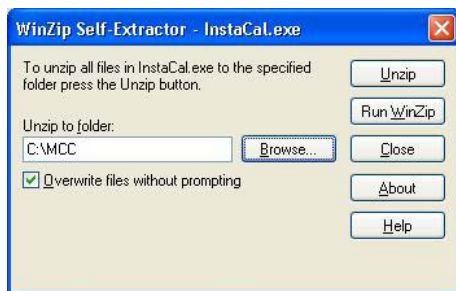 WinZip Self-Extractor - InstaCal.exe
To unzip all files in InstaCal.exe to the specified
folder press the Unzip button.
Unzip to folder:
C:\MCC
Browse...
Overwrite files without prompting
Unzip
Run WinZip
Close
About
Help